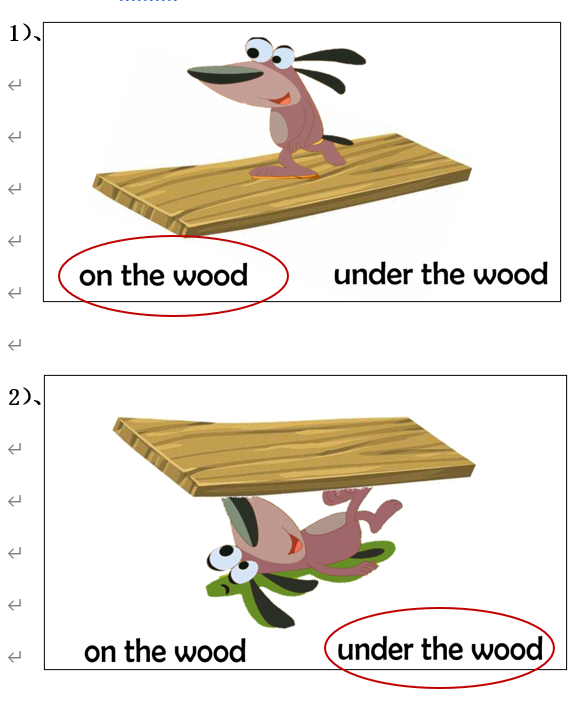 1)、
on the wood under the wood
2)、
on the wood under the wood